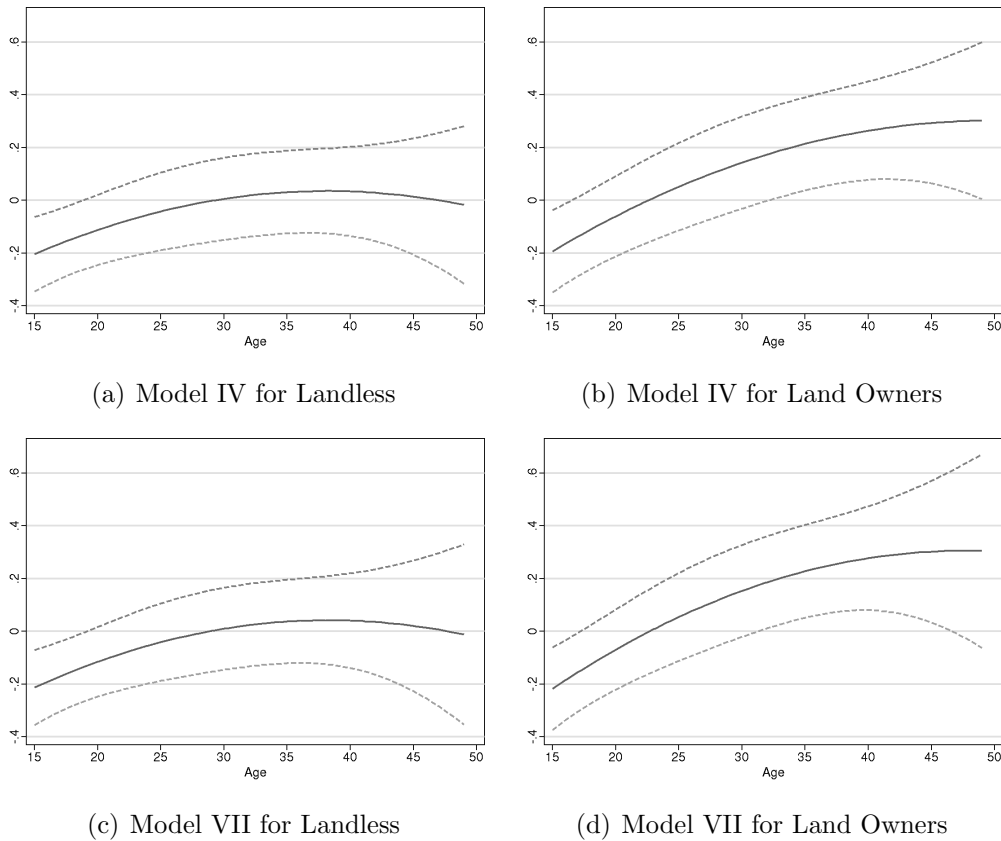 .6
.4
.2
0
-.2
-.4
15 20 25 30 35 40 45 50
Age
(a) Model IV for Landless
.6
.4
.2
0
-.2
-.4
15 20 25 30 35 40 45 50
Age
(b) Model IV for Land Owners
.6
.4
.2
0
-.2
-.4
15 20 25 30 35 40 45 50
Age
(c) Model VII for Landless
.6
.4
.2
0
-.2
-.4
15 20 25 30 35 40 45 50
Age
(d) Model VII for Land Owners